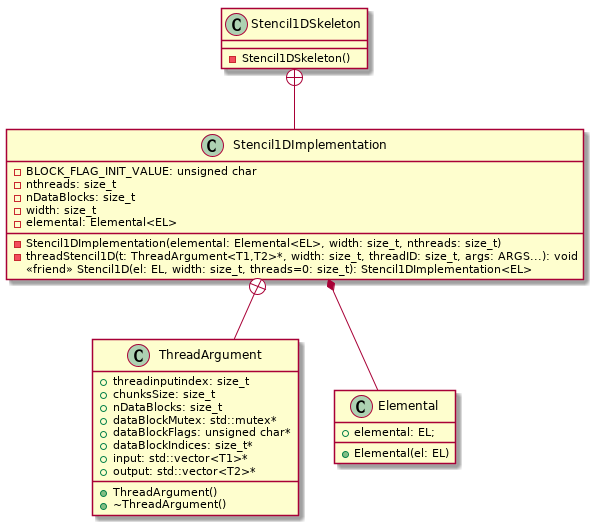 C Stencil1DSkeleton
Stencil1DSkeleton()
C Stencil1DImplementation
BLOCK_FLAG_INIT_VALUE: unsigned char
nthreads: size_t
nDataBlocks: size_t
width: size_t
elemental: Elemental<EL>
Stencil1DImplementation(elemental: Elemental<EL>, width: size_t, nthreads: size_t)
threadStencil1D(t: ThreadArgument<T1,T2>*, width: size_t, threadID: size_t, args: ARGS...): void
«friend» Stencil1D(el: EL, width: size_t, threads=0: size_t): Stencil1DImplementation<EL>
C ThreadArgument
threadinputindex: size_t
chunksSize: size_t
nDataBlocks: size_t
dataBlockMutex: std::mutex*
dataBlockFlags: unsigned char*
dataBlockIndices: size_t*
input: std::vector<T1>*
output: std::vector<T2>*
ThreadArgument()
~ThreadArgument()
C Elemental
elemental: EL;
Elemental(el: EL)